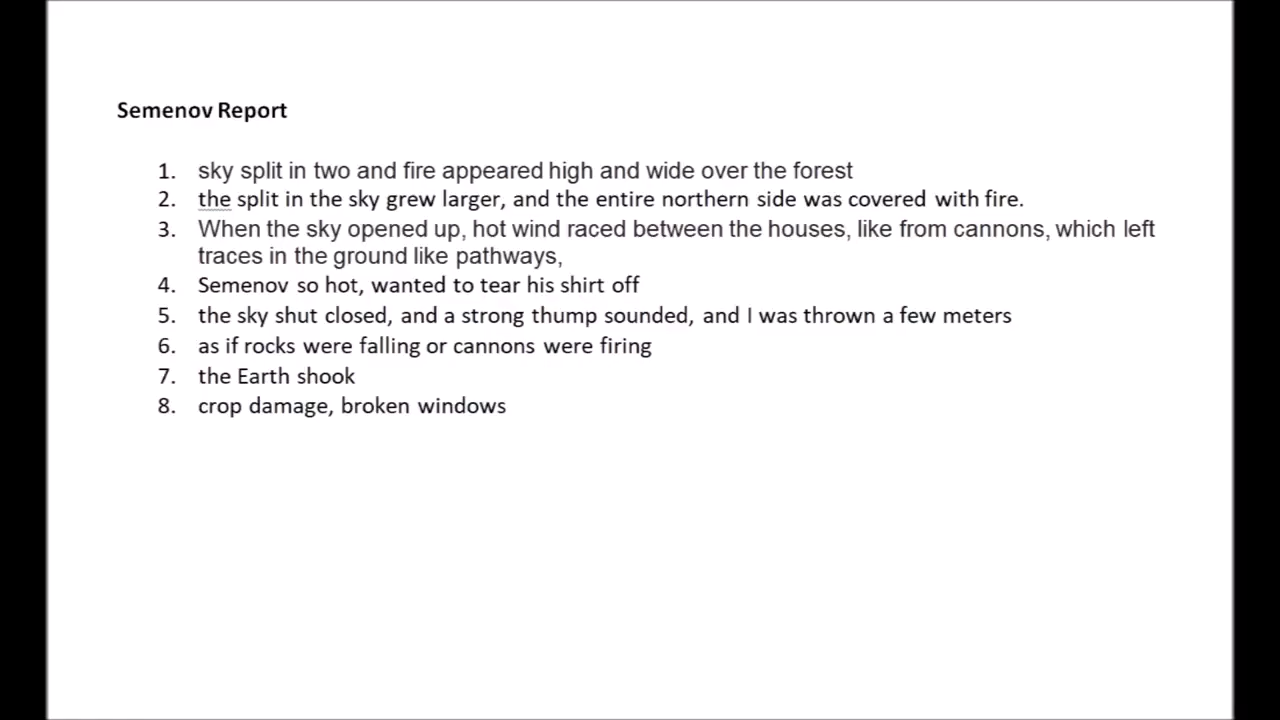 Semenov Report
1. sky split in two and fire appeared high and wide over the forest
2. the split in the sky grew larger, and the entire northern side was covered with fire.
3. When the sky opened up, hot wind raced between the houses, like from cannons, which left
traces in the ground like pathways,
4. Semenov so hot, wanted to tear his shirt off
5. the sky shut closed, and a strong thump sounded, and I was thrown a few meters
6. as if rocks were falling or cannons were firing
7. the Earth shook
8. crop damage, broken windows